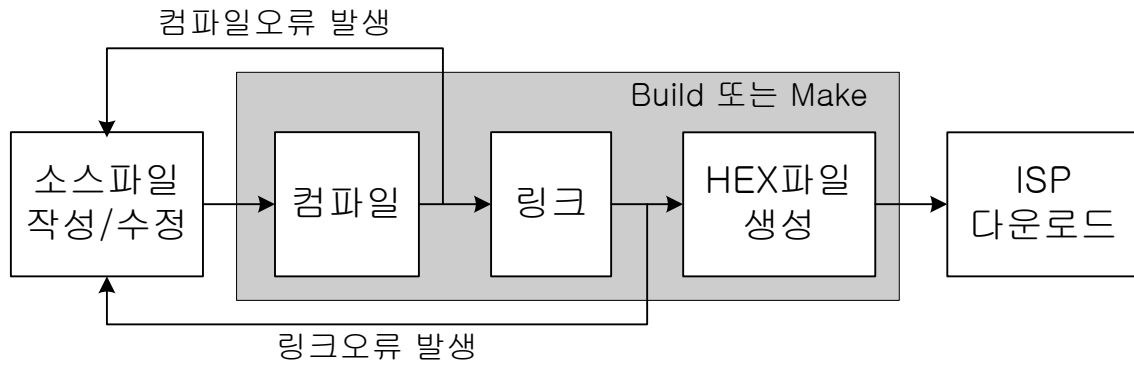 컴파일오류 발생
Build 또는 Make
소스파일
작성/수정
컴파일
링크
HEX파일
생성
ISP
다운로드
링크오류 발생